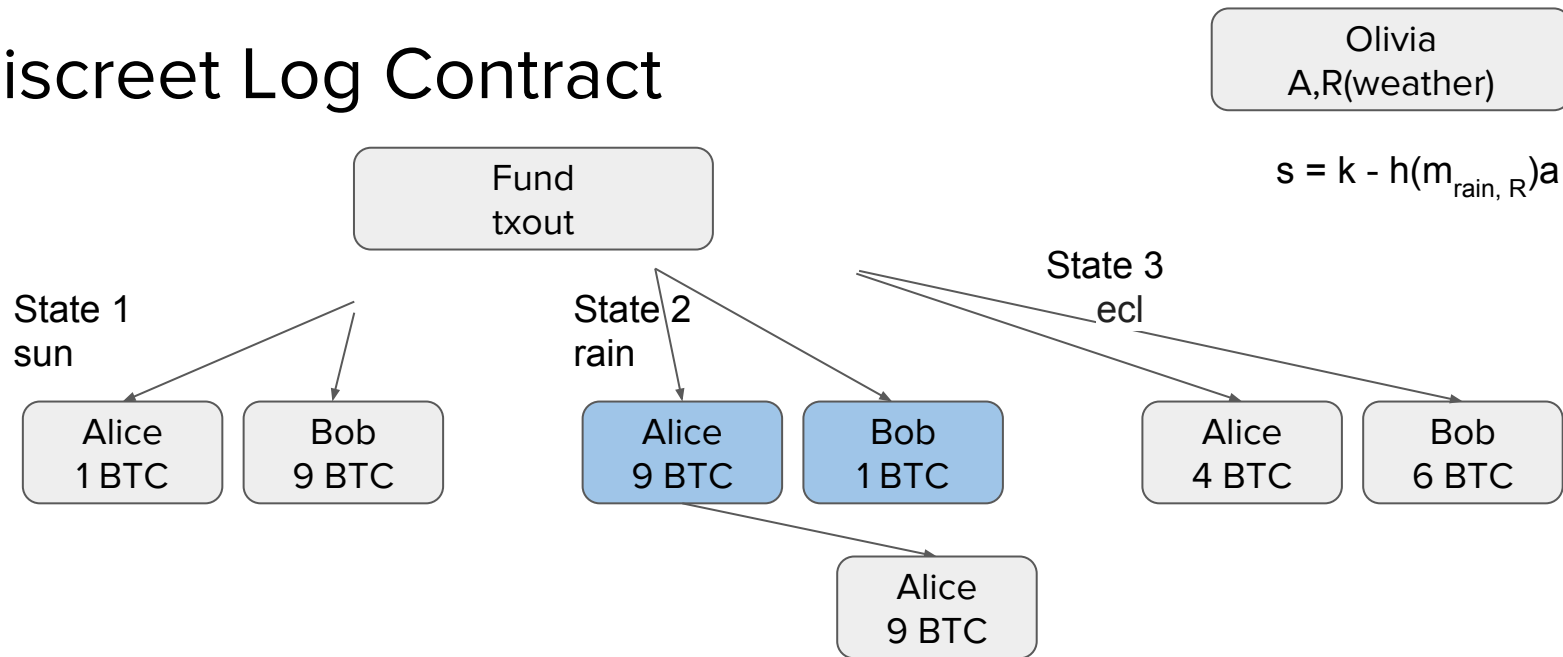 iscreet Log Contract
Olivia
A,R(weather)
s = k - h(m_rain, R)a
Fund
txout
State 1
sun
State 2
rain
State 3
ecl
Alice
1 BTC
Bob
9 BTC
Alice
9 BTC
Bob
1 BTC
Alice
4 BTC
Bob
6 BTC
Alice
9 BTC